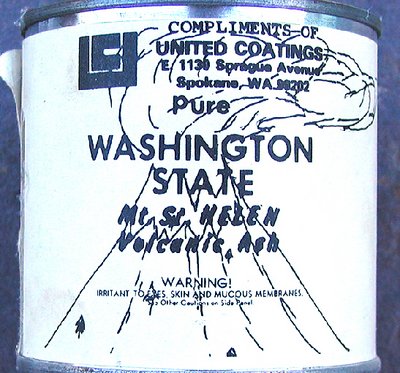 COMPLIMENTS OF
UNITED COATINGS
E. 1130 Sprague Avenue
Spokane, WA 99202
Pure
WASHINGTON
STATE
Mt. St. HELEN
Volcanic Ash
WARNING!
IRRITANT TO EYES, SKIN AND MUCOUS MEMBRANES.
See Other Cautions on Side Panel.